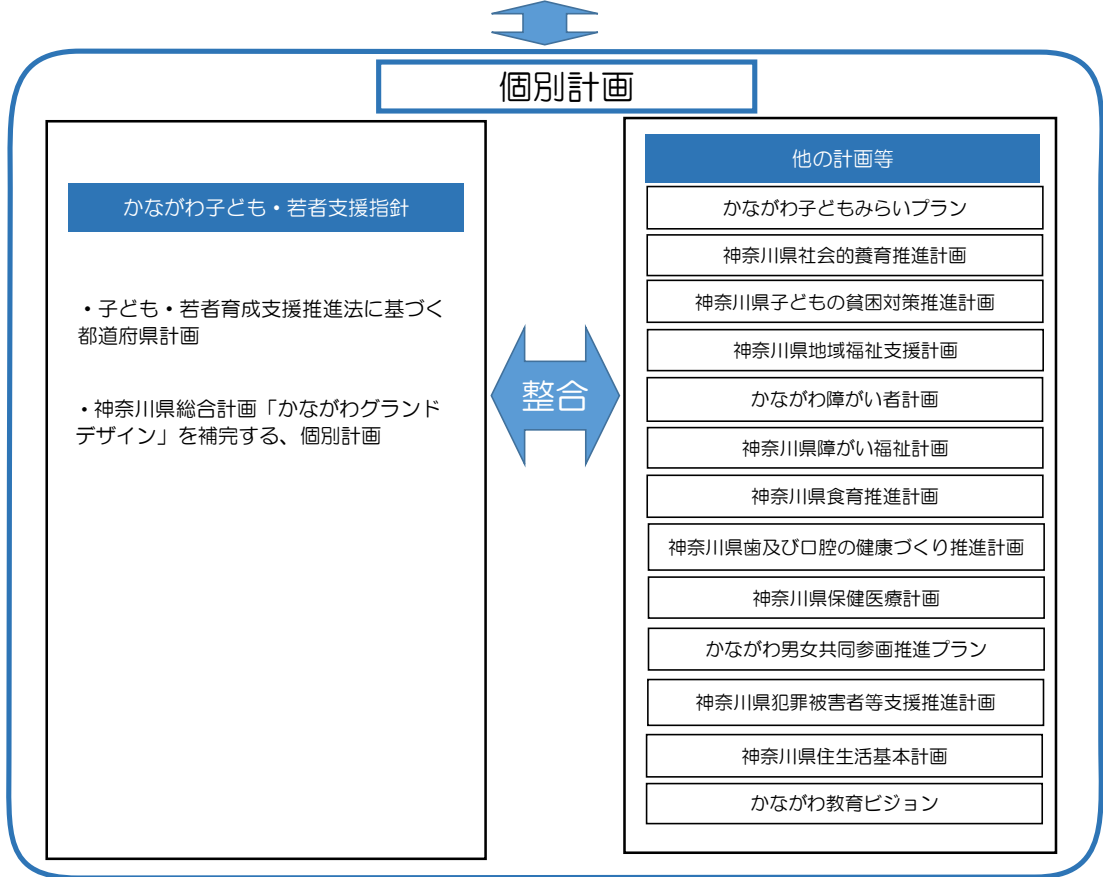 個別計画
かながわ子ども・若者支援指針
・子ども・若者育成支援推進法に基づく
都道府県計画
・神奈川県総合計画「かながわグランド
デザイン」を補完する、個別計画
整合
他の計画等
かながわ子どもみらいプラン
神奈川県社会的養育推進計画
神奈川県子どもの貧困対策推進計画
神奈川県地域福祉支援計画
かながわ障がい者計画
神奈川県障がい福祉計画
神奈川県食育推進計画
神奈川県歯及び口腔の健康づくり推進計画
神奈川県保健医療計画
かながわ男女共同参画推進プラン
神奈川県犯罪被害者等支援推進計画
神奈川県住生活基本計画
かながわ教育ビジョン